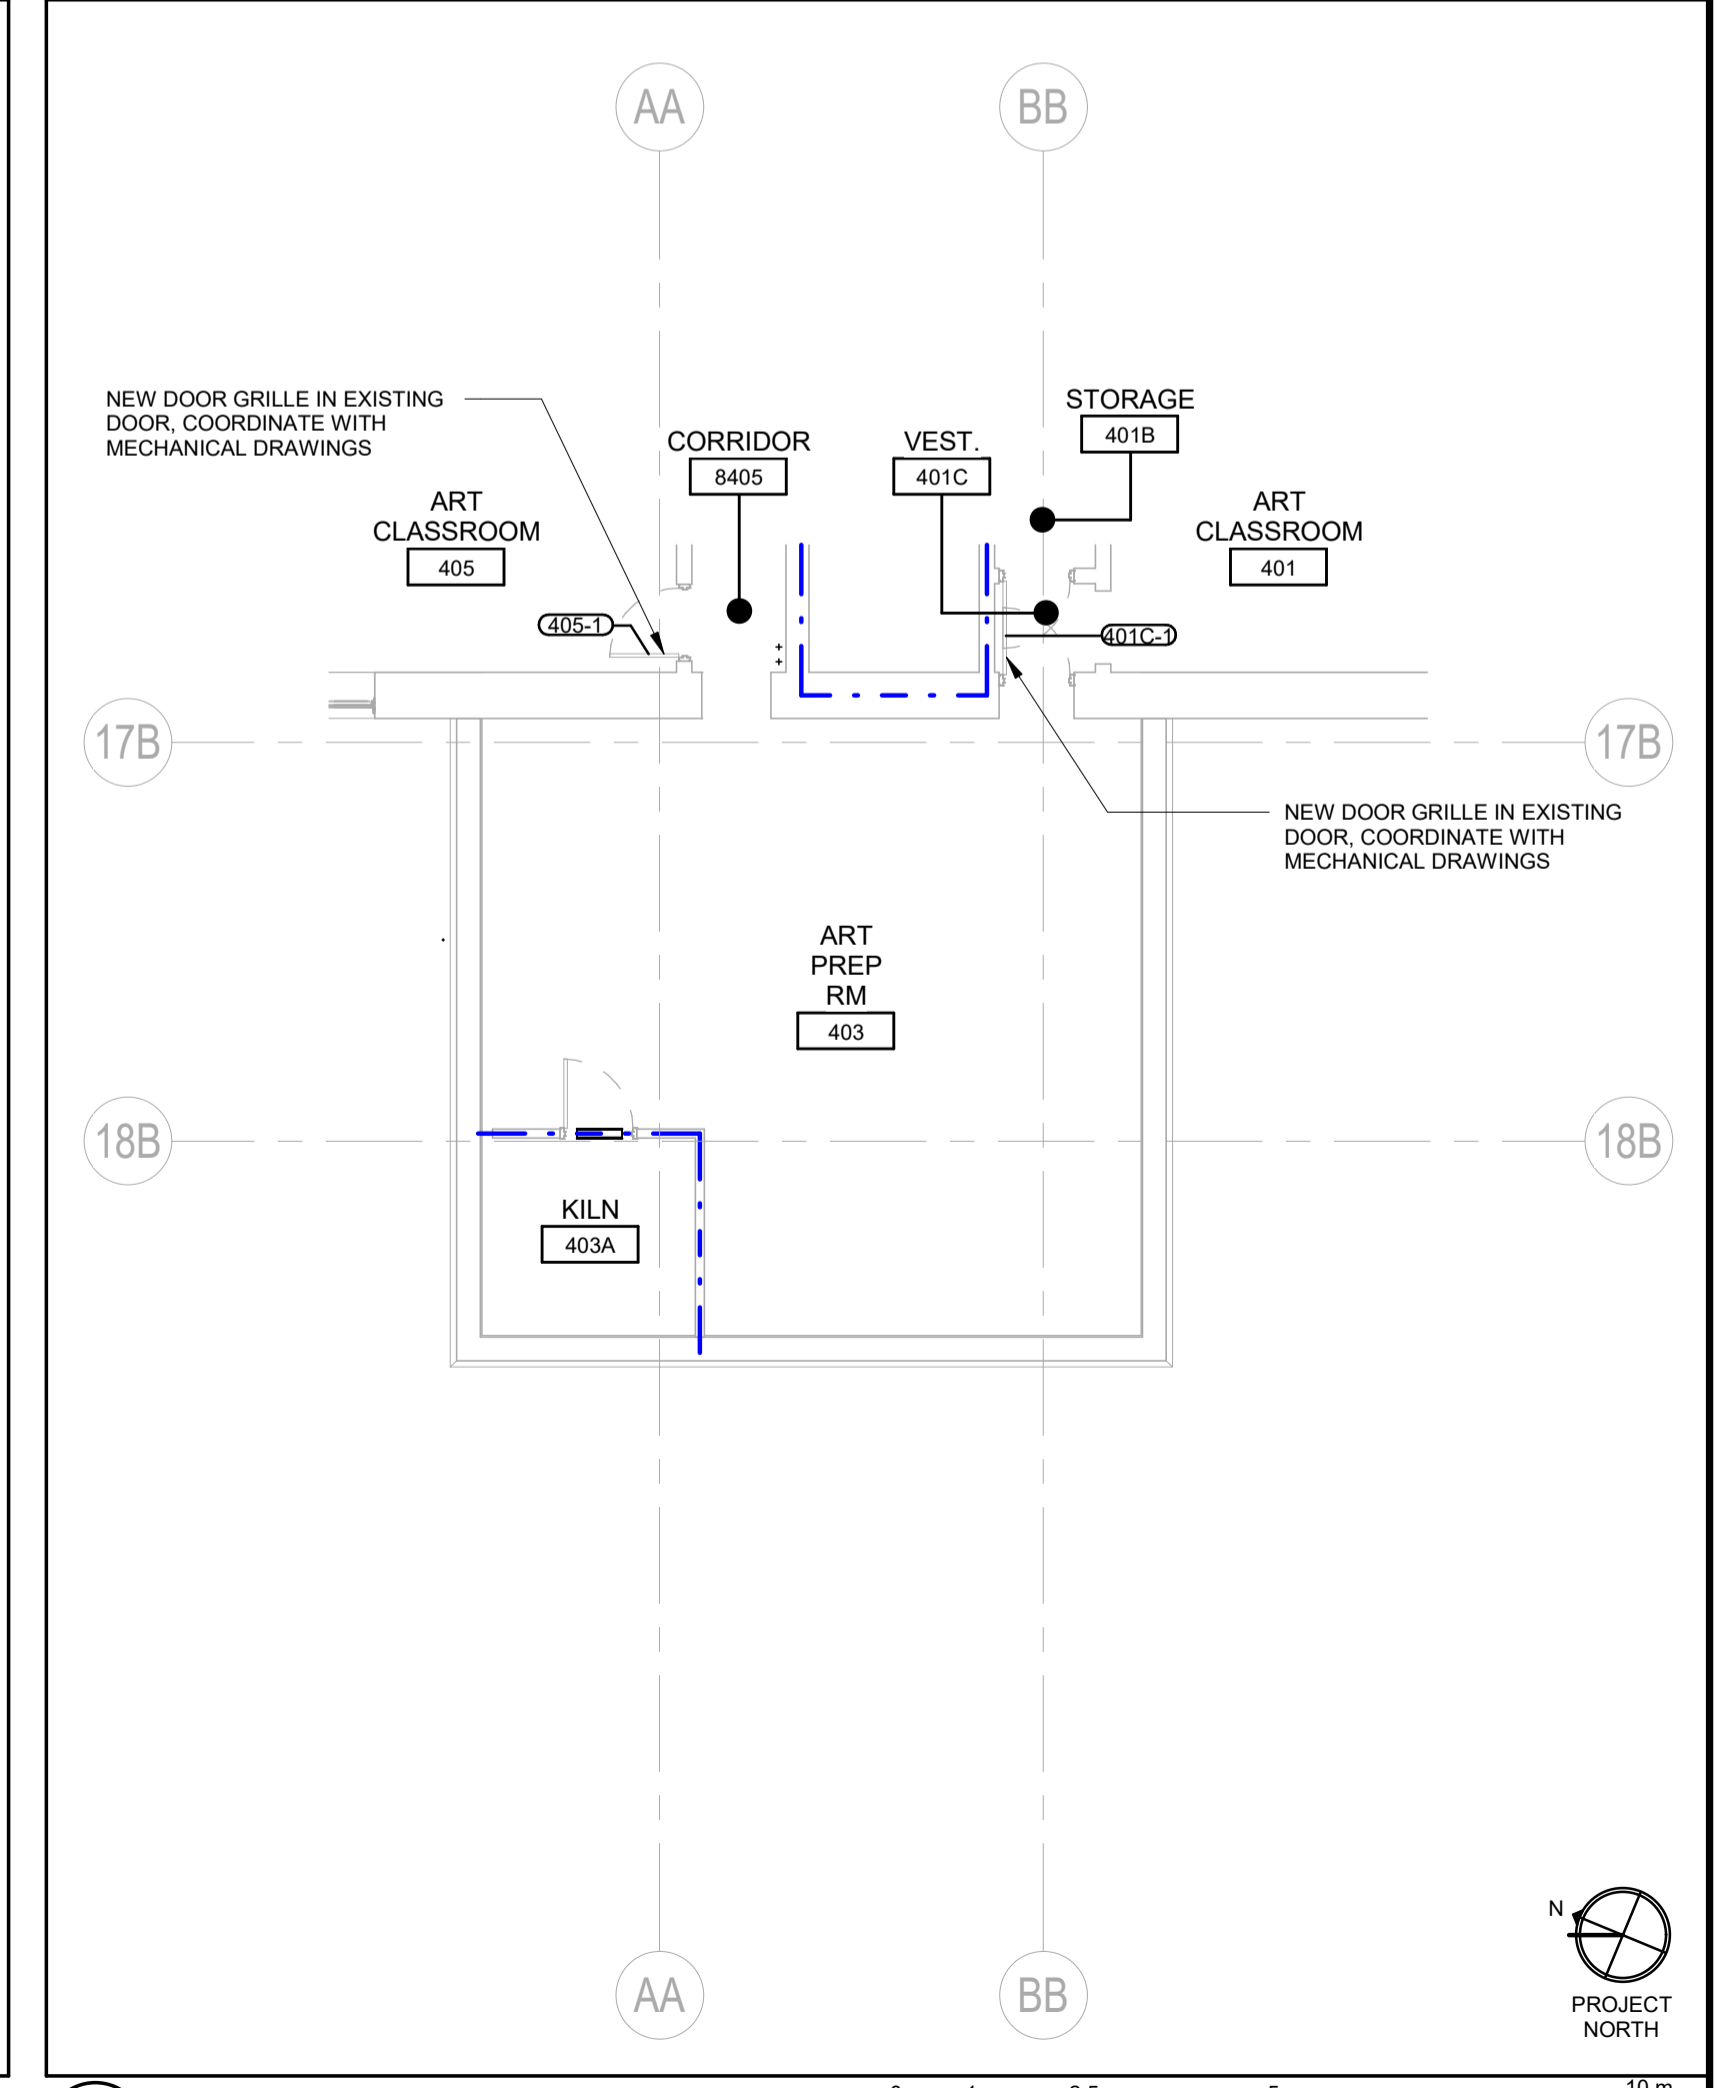 AA
BB
NEW DOOR GRILLE IN EXISTING
DOOR, COORDINATE WITH
MECHANICAL DRAWINGS
STORAGE
401B
CORRIDOR
8405
VEST.
401C
ART
CLASSROOM
405
ART
CLASSROOM
401
405-1
401C-1
17B
17B
NEW DOOR GRILLE IN EXISTING
DOOR, COORDINATE WITH
MECHANICAL DRAWINGS
ART
PREP
RM
403
18B
18B
KILN
403A
N
AA
BB
PROJECT
NORTH
10 m